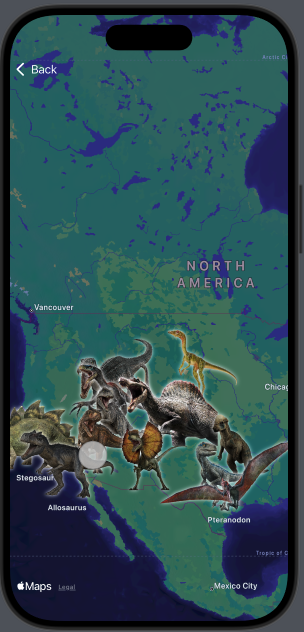 Arctic Ci
Back
NORTH
AMERICA
Vancouver
Chicag
Stegosaur
Allosaurus
Pteranodon
Tropic of C
Maps Legal
Mexico City